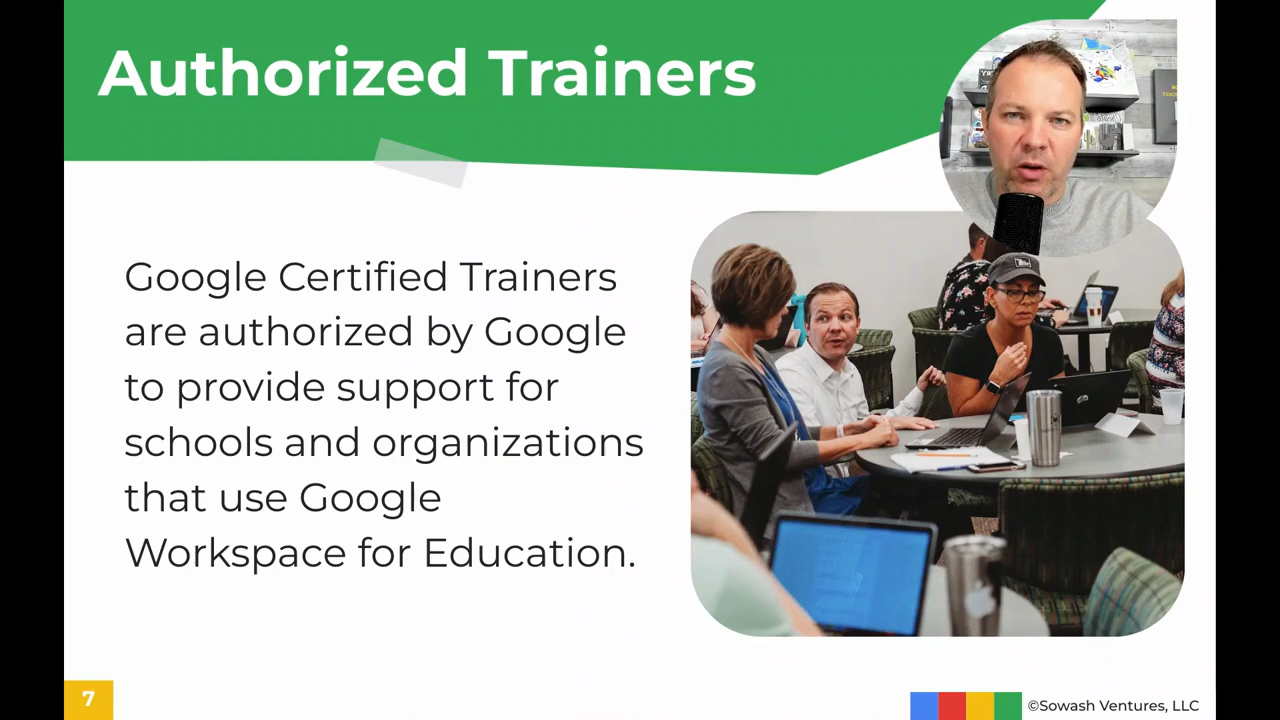 Authorized Trainers
Google Certified Trainers
are authorized by Google
to provide support for
schools and organizations
that use Google
Workspace for Education.
7
©Sowash Ventures, LLC